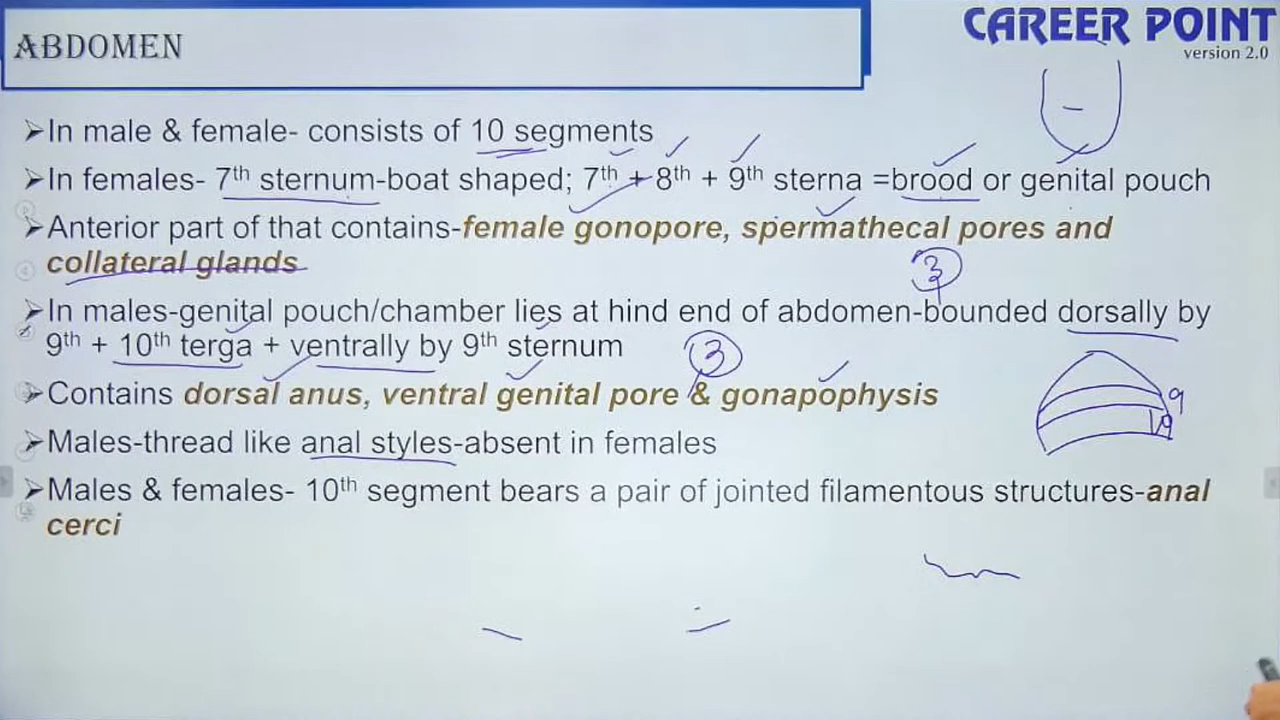 ABDOMEN
CAREER POINT
version 2.0
➢In male & female- consists of 10 segments
➢In females- 7th sternum-boat shaped; 7th + 8th + 9th sterna =brood or genital pouch
➢Anterior part of that contains-female gonopore, spermathecal pores and
collateral glands
3
➢In males-genital pouch/chamber lies at hind end of abdomen-bounded dorsally by
9th + 10th terga + ventrally by 9th sternum
3
➢Contains dorsal anus, ventral genital pore & gonapophysis
9
➢Males-thread like anal styles-absent in females
➢Males & females- 10th segment bears a pair of jointed filamentous structures-anal
cerci